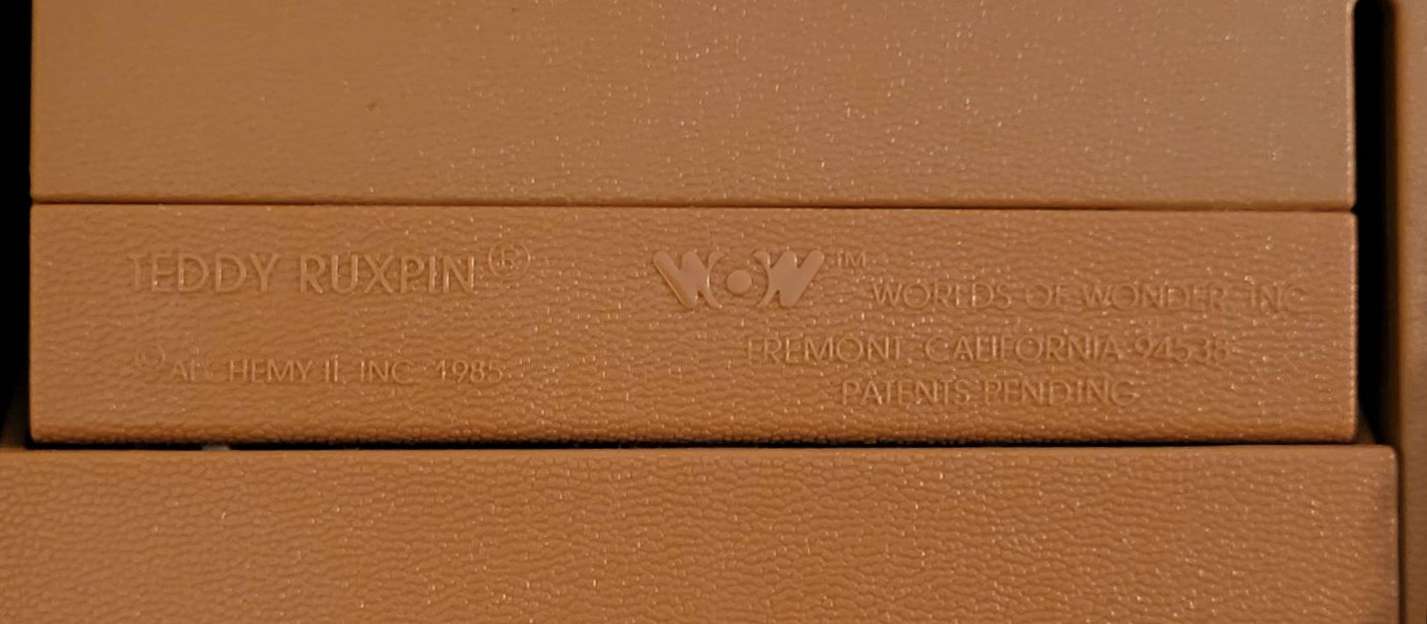 TEDDY RUXPIN®
© ALCHEMY II, INC. 1985
WOW™ WORLDS OF WONDER, INC
FREMONT, CALIFORNIA 94538
PATENTS PENDING